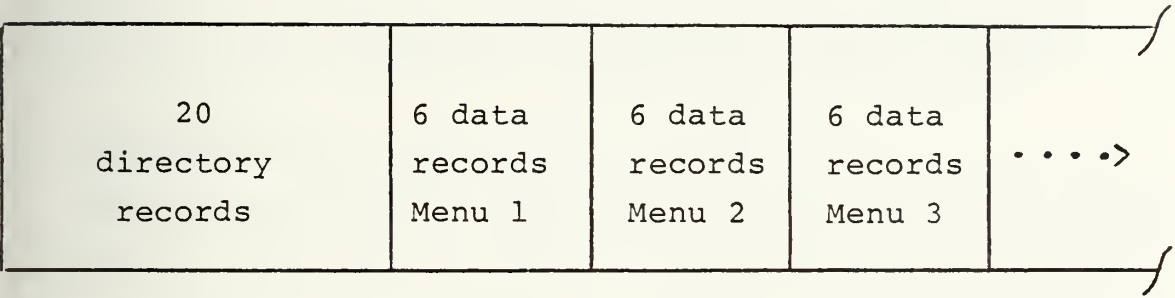 20
directory
records
6 data
records
Menu 1
6 data
records
Menu 2
6 data
records
Menu 3
....>